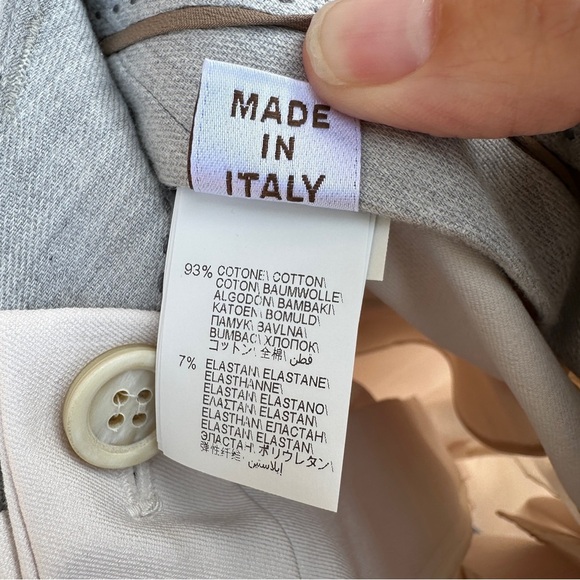 MADE
IN
ITALY
93% COTONE\ COTTON\
COTON\ BAUMWOLLE\
ALGODON\ BAMBAKI\
KATOEN\ BOMULD\
ПАМУК\ BAVLNA\
BUMBAC\ ХЛОПОК\
コットン\ 全棉\ قطن
7% ELASTAN\ ELASTANE\
ELASTHANNE\
ELASTAN\ ELASTANO\
ΕΛΑΣΤΑΝ\ ELASTAN\
ELASTHAN\ ЕЛАСТАН\
ELASTAN\ ELASTAN\
ЭЛАСТАН\ ポリウレタン\
弹性纤维\ إيلاستين\